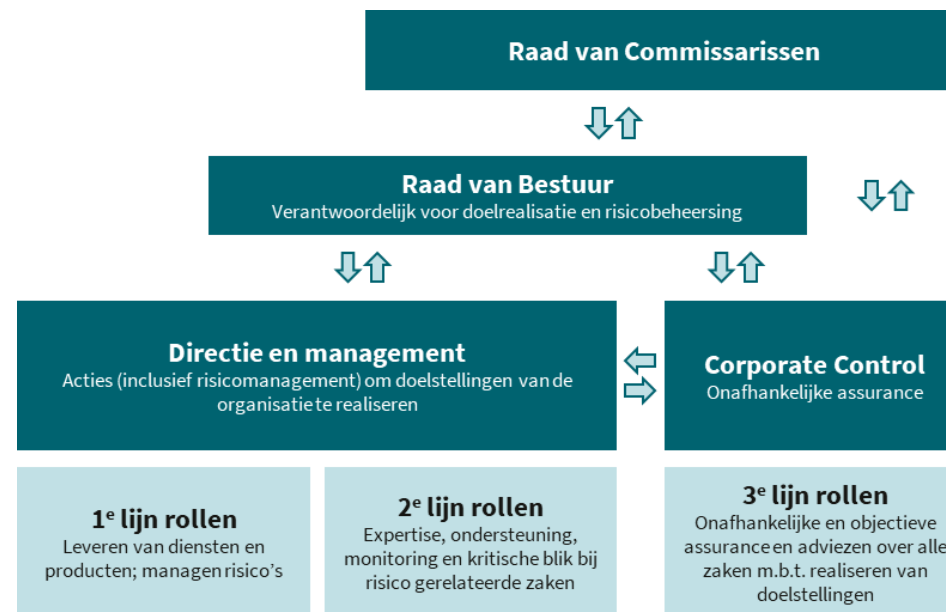 Raad van Commissarissen
Raad van Bestuur
Verantwoordelijk voor doelrealisatie en risicobeheersing
Directie en management
Acties (inclusief risicomanagement) om doelstellingen van de
organisatie te realiseren
Corporate Control
Onafhankelijke assurance
1e lijn rollen
Leveren van diensten en
producten; managen risico's
2e lijn rollen
Expertise, ondersteuning,
monitoring en kritische blik bij
risico gerelateerde zaken
3e lijn rollen
Onafhankelijke en objectieve
assurance en adviezen over alle
zaken m.b.t. realiseren van
doelstellingen